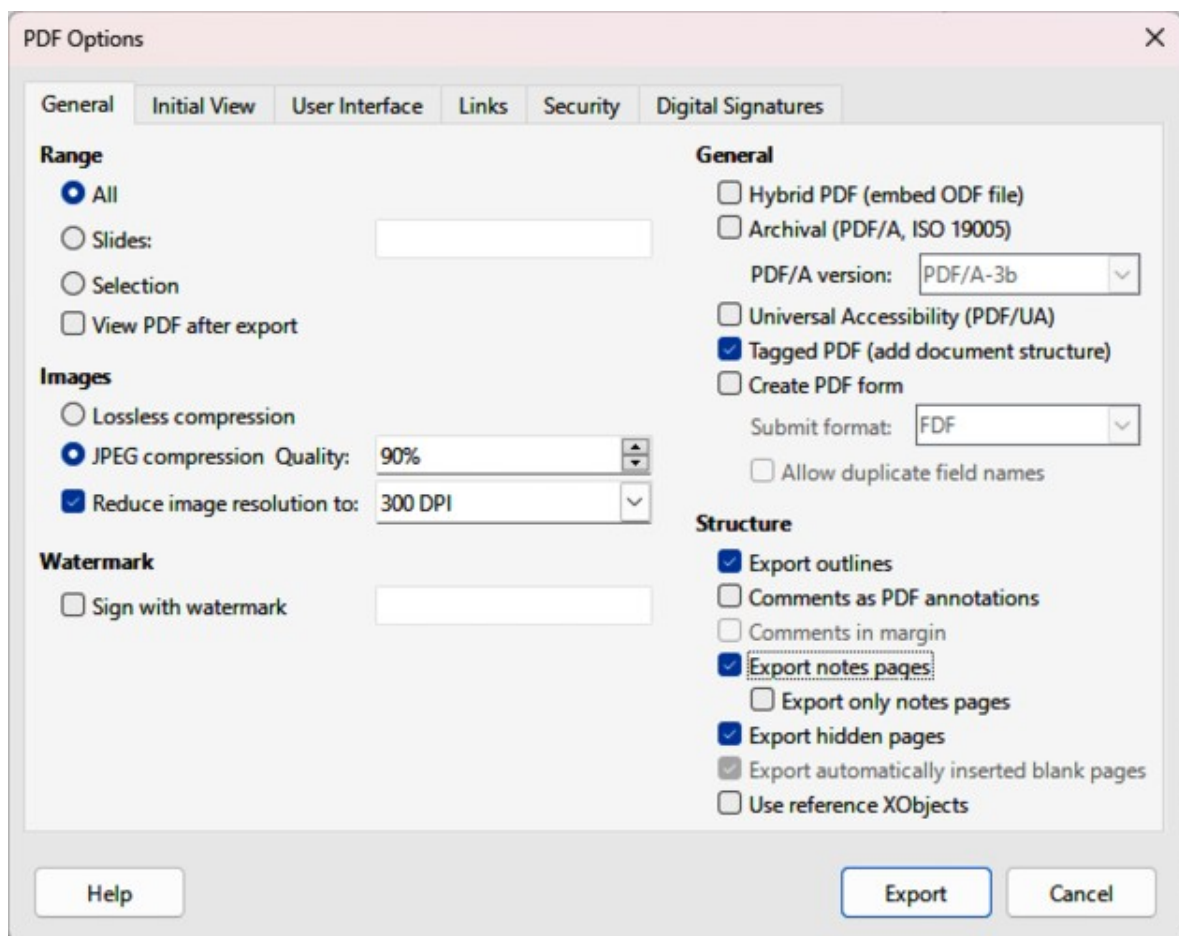 PDF Options
General Initial View User Interface Links Security Digital Signatures
Range
All
Slides:
Selection
View PDF after export
Images
Lossless compression
JPEG compression Quality: 90%
Reduce image resolution to: 300 DPI
Watermark
Sign with watermark
General
Hybrid PDF (embed ODF file)
Archival (PDF/A, ISO 19005)
PDF/A version: PDF/A-3b
Universal Accessibility (PDF/UA)
Tagged PDF (add document structure)
Create PDF form
Submit format: FDF
Allow duplicate field names
Structure
Export outlines
Comments as PDF annotations
Comments in margin
Export notes pages
Export only notes pages
Export hidden pages
Export automatically inserted blank pages
Use reference XObjects
Help Export Cancel